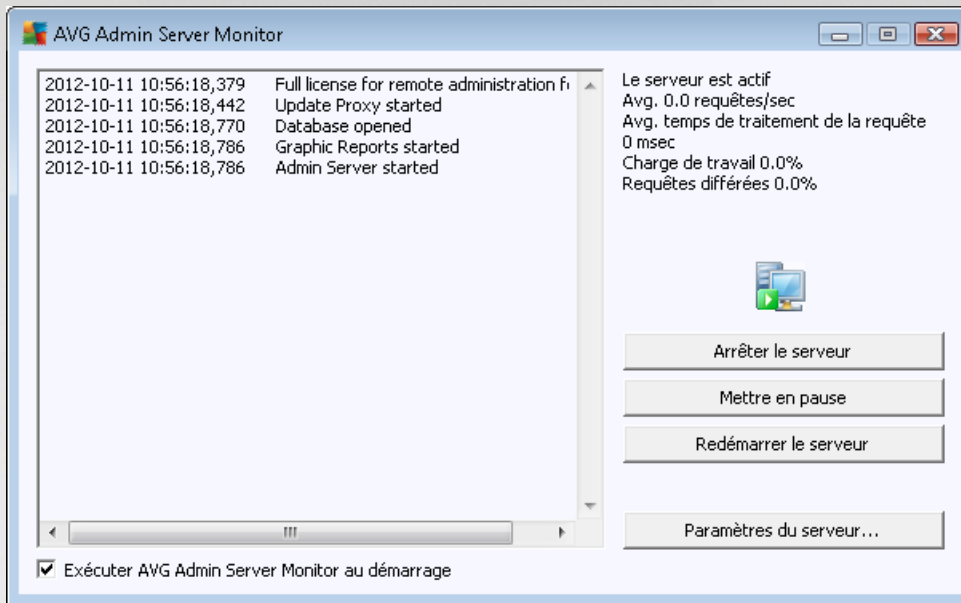 AVG Admin Server Monitor
2012-10-11 10:56:18,379 Full license for remote administration
2012-10-11 10:56:18,442 Update Proxy started
2012-10-11 10:56:18,770 Database opened
2012-10-11 10:56:18,786 Graphic Reports started
2012-10-11 10:56:18,786 Admin Server started
Le serveur est actif
Avg. 0.0 requêtes/sec
Avg. temps de traitement de la requête
0 msec
Charge de travail 0.0%
Requêtes différées 0.0%
Arrêter le serveur
Mettre en pause
Redémarrer le serveur
Paramètres du serveur...
Exécuter AVG Admin Server Monitor au démarrage